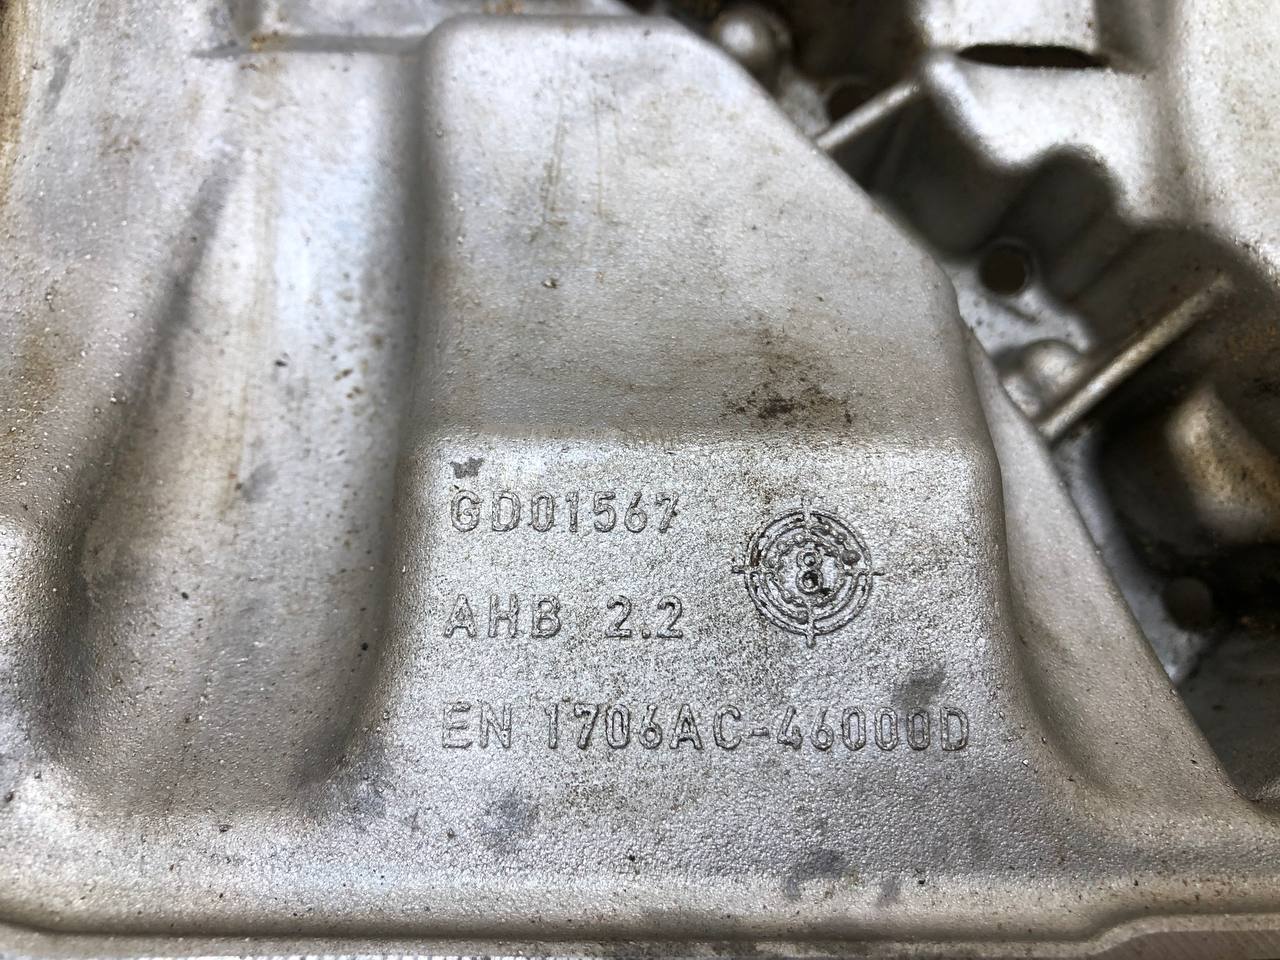 GD01567
8
AHB 2.2
EN 1706AC-46000D